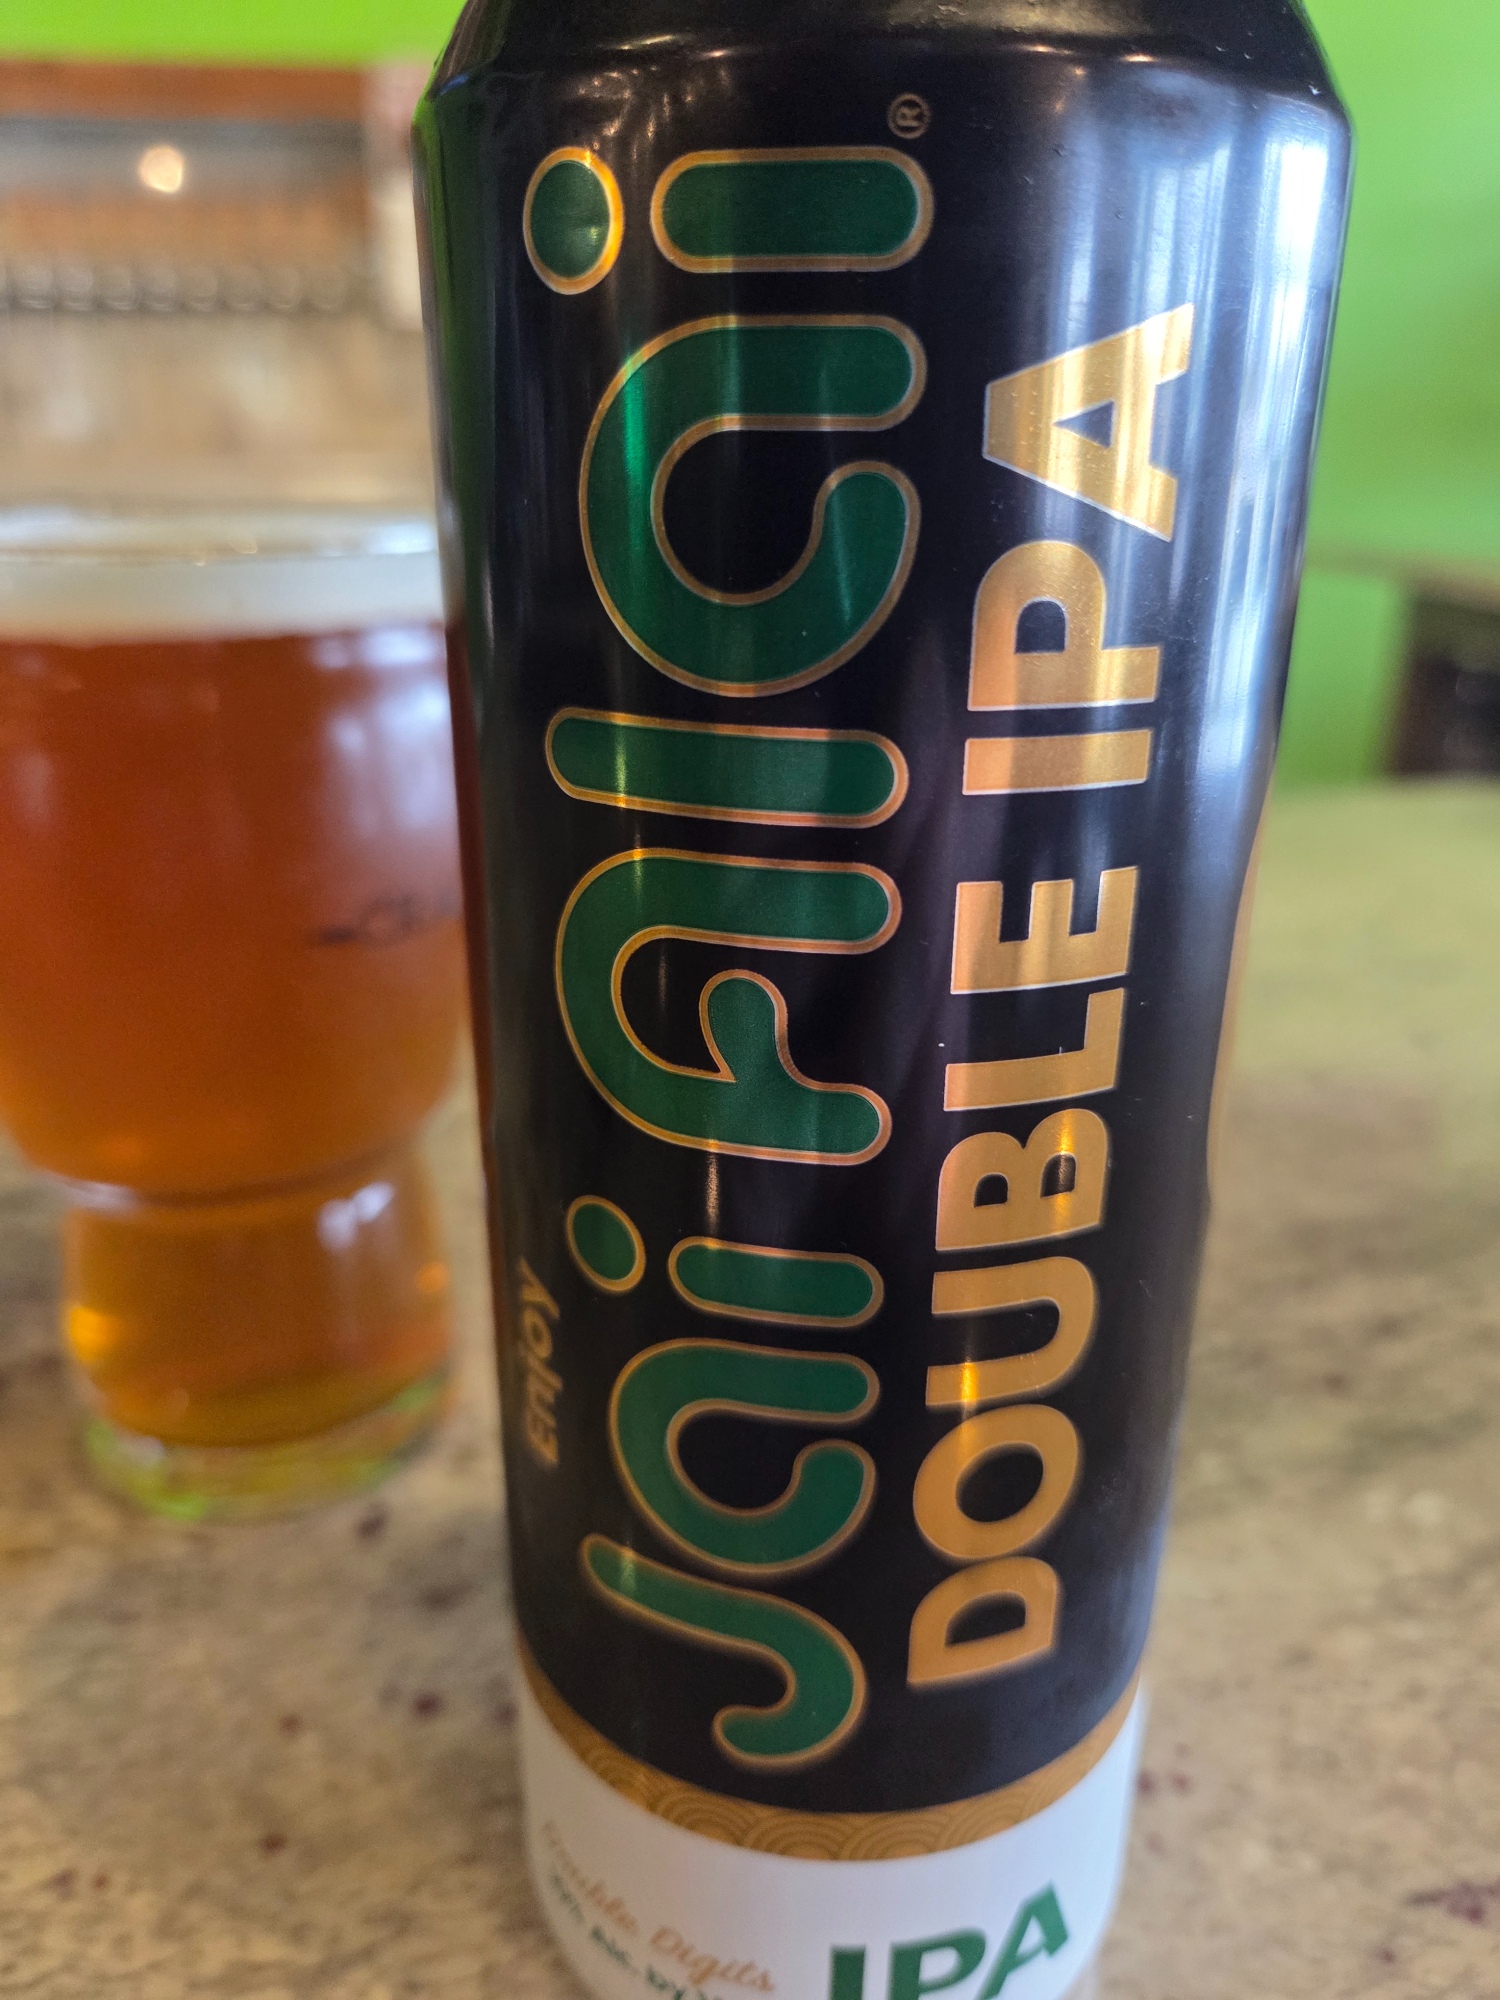 Enjoy
Jai Alai®
DOUBLE IPA
Double Digits
IPA